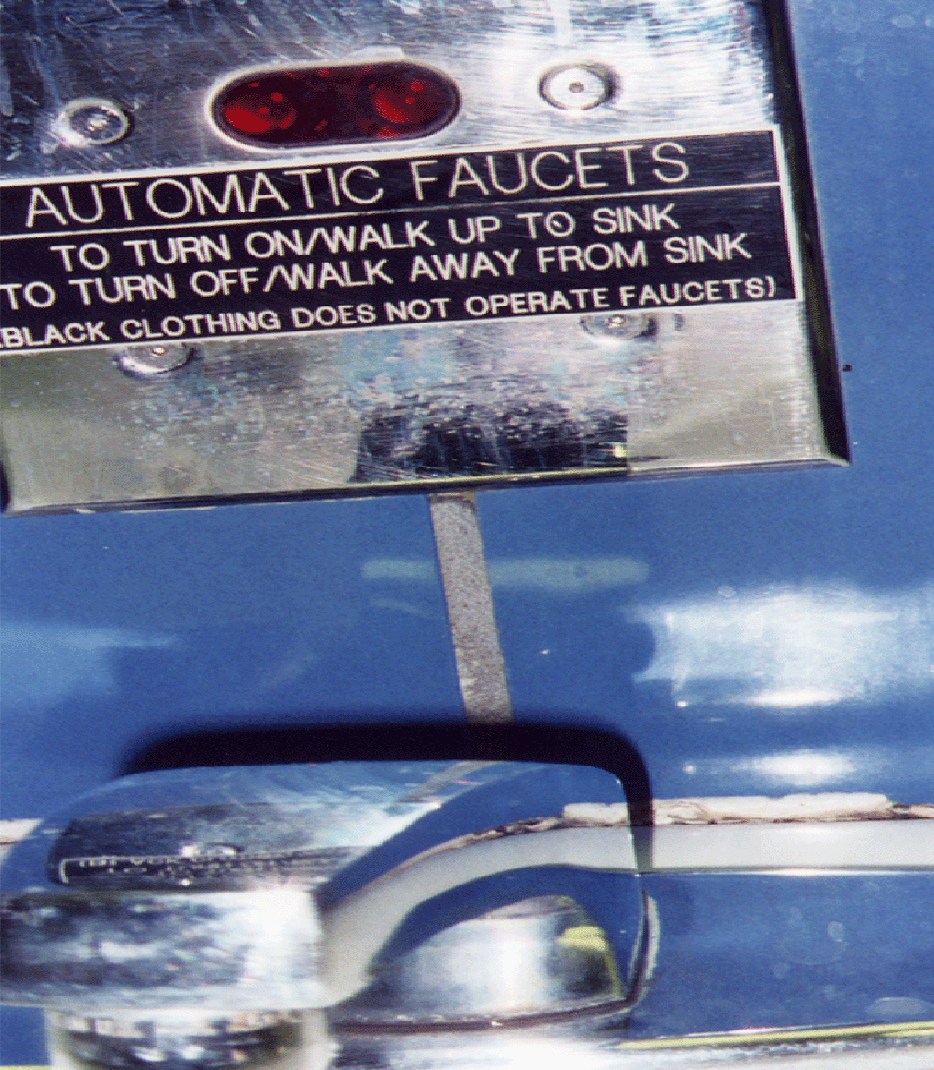 AUTOMATIC FAUCETS
TO TURN ON/WALK UP TO SINK
TO TURN OFF/WALK AWAY FROM SINK
(BLACK CLOTHING DOES NOT OPERATE FAUCETS)